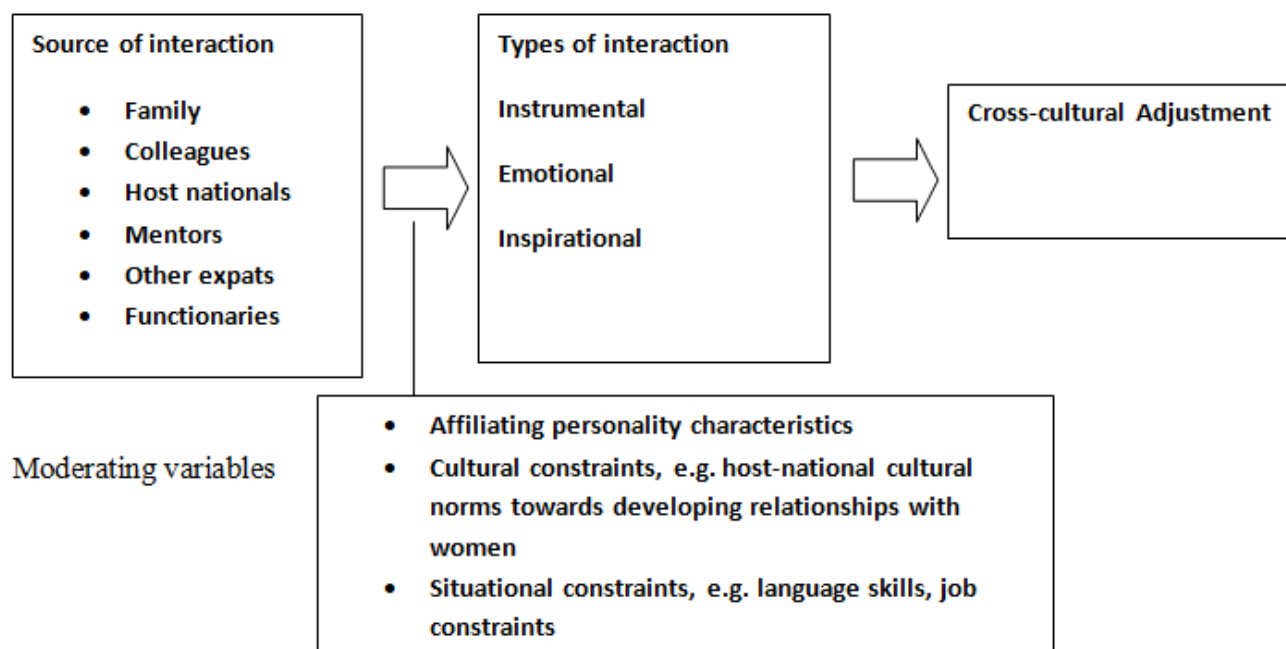 Source of interaction
• Family
• Colleagues
• Host nationals
• Mentors
• Other expats
• Functionaries
Types of interaction
Instrumental
Emotional
Inspirational
Cross-cultural Adjustment
Moderating variables
• Affiliating personality characteristics
• Cultural constraints, e.g. host-national cultural
norms towards developing relationships with
women
• Situational constraints, e.g. language skills, job
constraints